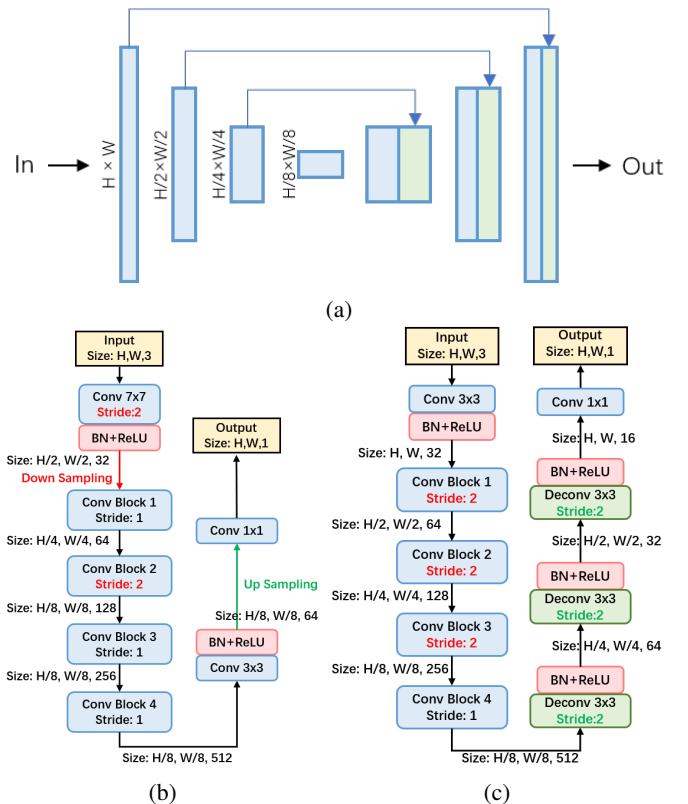 In
H × W
H/2×W/2
H/4×W/4
H/8×W/8
Out
(a)
Input
Size: H,W,3
Conv 7x7
Stride:2
BN+ReLU
Size: H/2, W/2, 32
Down Sampling
Conv Block 1
Stride: 1
Size: H/4, W/4, 64
Conv Block 2
Stride: 2
Size: H/8, W/8, 128
Conv Block 3
Stride: 1
Size: H/8, W/8, 256
Conv Block 4
Stride: 1
Size: H/8, W/8, 512
Conv 3x3
BN+ReLU
Size: H/8, W/8, 64
Up Sampling
Conv 1x1
Output
Size: H,W,1
(b)
Input
Size: H,W,3
Conv 3x3
BN+ReLU
Size: H, W, 32
Conv Block 1
Stride: 2
Size: H/2, W/2, 64
Conv Block 2
Stride: 2
Size: H/4, W/4, 128
Conv Block 3
Stride: 2
Size: H/8, W/8, 256
Conv Block 4
Stride: 1
Size: H/8, W/8, 512
Deconv 3x3
Stride:2
BN+ReLU
Size: H/4, W/4, 64
Deconv 3x3
Stride:2
BN+ReLU
Size: H/2, W/2, 32
Deconv 3x3
Stride:2
BN+ReLU
Size: H, W, 16
Conv 1x1
Output
Size: H,W,1
(c)